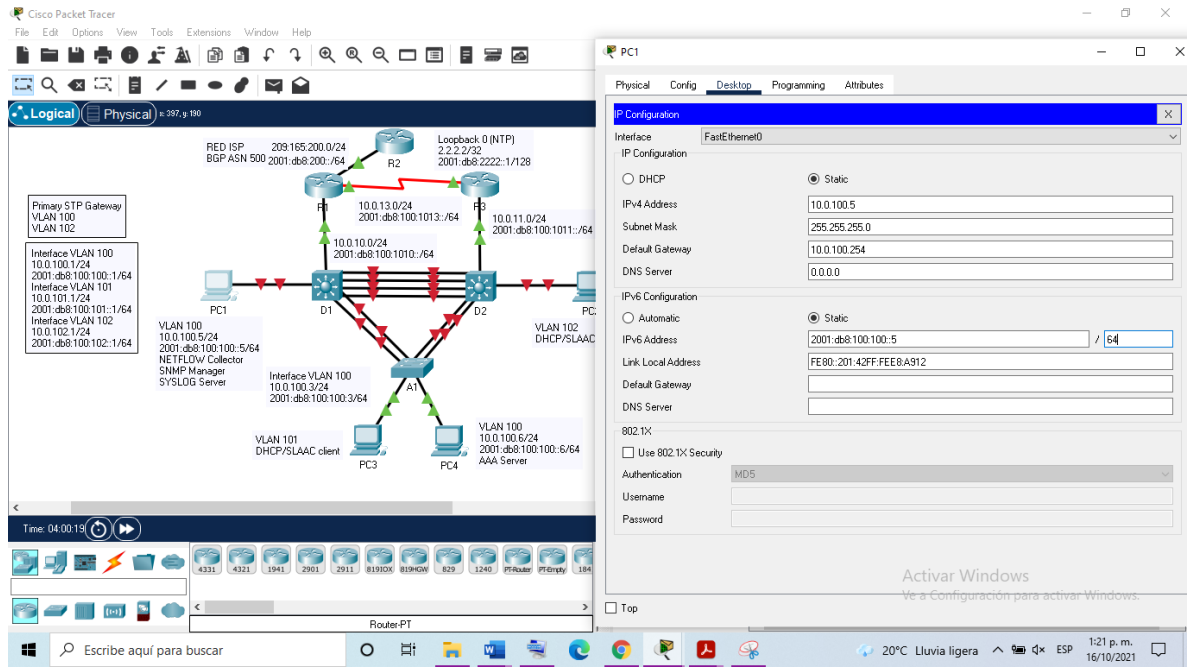 Cisco Packet Tracer
File Edit Options View Tools Extensions Window Help
Logical Physical x: 397, y: 190
RED ISP 209:165:200.0/24
BGP ASN 500 2001:db8:200::/64
R2
Loopback 0 (NTP)
2.2.2.2/32
2001:db8:2222::1/128
Primary STP Gateway
VLAN 100
VLAN 102
R1
10.0.13.0/24
2001:db8:100:1013::/64
10.0.11.0/24
2001:db8:100:1011::/64
10.0.10.0/24
2001:db8:100:1010::/64
Interface VLAN 100
10.0.100.1/24
2001:db8:100:100::1/64
Interface VLAN 101
10.0.101.1/24
2001:db8:100:101::1/64
Interface VLAN 102
10.0.102.1/24
2001:db8:100:102::1/64
PC1
D1
D2
VLAN 100
10.0.100.5/24
2001:db8:100:100::5/64
NETFLOW Collector
SNMP Manager
SYSLOG Server
VLAN 102
DHCP/SLAAC
Interface VLAN 100
10.0.100.3/24
2001:db8:100:100:3/64
A1
VLAN 101
DHCP/SLAAC client
PC3
PC4
VLAN 100
10.0.100.6/24
2001:db8:100:100::6/64
AAA Server
Time: 04:00:19
4331 4321 1941 2901 2911 819IOX 819HGW 829 1240 PT-Router PT-Empty 184
Router-PT
PC1
Physical Config Desktop Programming Attributes
IP Configuration X
Interface FastEthernet0
IP Configuration
DHCP Static
IPv4 Address 10.0.100.5
Subnet Mask 255.255.255.0
Default Gateway 10.0.100.254
DNS Server 0.0.0.0
IPv6 Configuration
Automatic Static
IPv6 Address 2001:db8:100:100::5 / 64
Link Local Address FE80::201:42FF:FEE8:A912
Default Gateway
DNS Server
802.1X
Use 802.1X Security
Authentication MD5
Username
Password
Activar Windows
Ve a Configuración para activar Windows.
Top
Escribe aquí para buscar
20°C Lluvia ligera ESP 1:21 p. m.
16/10/2021